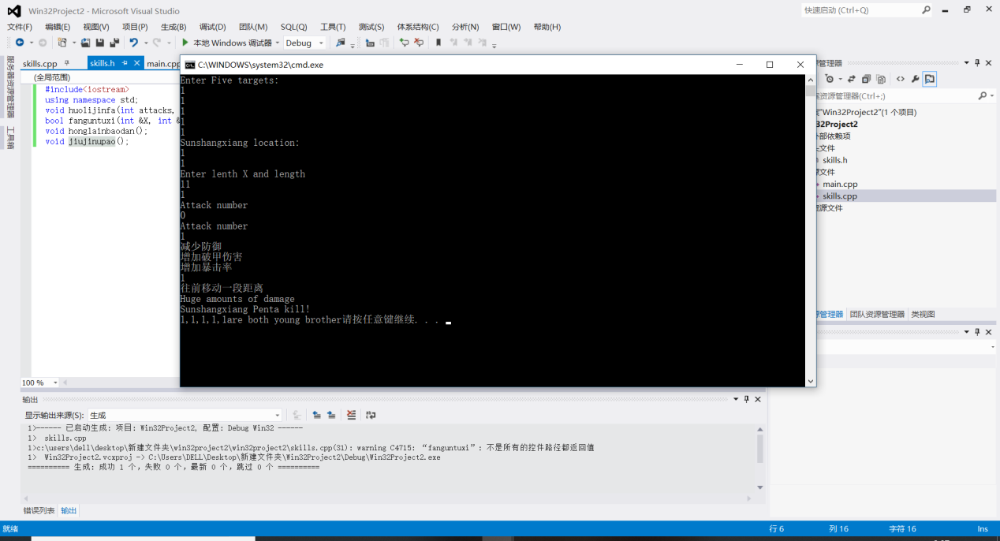 Win32Project2 - Microsoft Visual Studio
快速启动 (Ctrl+Q)
文件(F) 编辑(E) 视图(V) 项目(P) 生成(B) 调试(D) 团队(M) SQL(Q) 工具(T) 测试(S) 体系结构(C) 分析(N) 窗口(W) 帮助(H)
本地 Windows 调试器 Debug
服务器资源管理器
工具箱
skills.cpp skills.h main.cpp
(全局范围)
#include<iostream>
using namespace std;
void huolijinfa(int attacks,
bool fanguntuxi(int &X, int &
void honglainbaodan();
void jiujinupao();
100 %
C:\WINDOWS\system32\cmd.exe
Enter Five targets:
1
1
1
1
1
Sunshangxiang location:
1
1
Enter lenth X and length
11
1
Attack number
0
Attack number
1
减少防御
增加破甲伤害
增加暴击率
1
往前移动一段距离
Huge amounts of damage
Sunshangxiang Penta kill!
1,1,1,1,1are both young brother请按任意键继续. . .
管理器
资源管理器(Ctrl+;)
"Win32Project2"(1 个项目)
32Project2
部依赖项
文件
skills.h
文件
main.cpp
skills.cpp
源文件
管理器 团队资源管理器 类视图
输出
显示输出来源(S): 生成
1>------ 已启动生成: 项目: Win32Project2, 配置: Debug Win32 ------
1> skills.cpp
1>c:\users\dell\desktop\新建文件夹\win32project2\win32project2\skills.cpp(31): warning C4715: “fanguntuxi”: 不是所有的控件路径都返回值
1> Win32Project2.vcxproj -> C:\Users\DELL\Desktop\新建文件夹\Win32Project2\Debug\Win32Project2.exe
========== 生成: 成功 1 个，失败 0 个，最新 0 个，跳过 0 个 ==========
错误列表 输出
就绪 行 6 列 16 字符 16 Ins